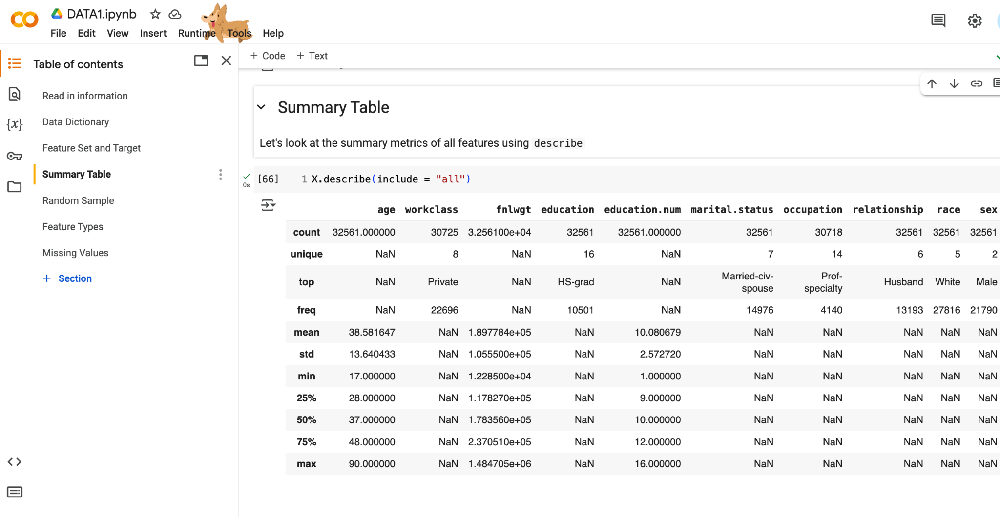 DATA1.ipynb
File Edit View Insert Runtime Tools Help
Table of contents
+ Code + Text
Read in information
Data Dictionary
Feature Set and Target
Summary Table
Random Sample
Feature Types
Missing Values
+ Section
Summary Table
Let's look at the summary metrics of all features using describe
0s
[66] 1 X.describe(include = "all")
age workclass fnlwgt education education.num marital.status occupation relationship race sex
count 32561.000000 30725 3.256100e+04 32561 32561.000000 32561 30718 32561 32561 32561
unique NaN 8 NaN 16 NaN 7 14 6 5 2
top NaN Private NaN HS-grad NaN Married-civ-spouse Prof-specialty Husband White Male
freq NaN 22696 NaN 10501 NaN 14976 4140 13193 27816 21790
mean 38.581647 NaN 1.897784e+05 NaN 10.080679 NaN NaN NaN NaN NaN
std 13.640433 NaN 1.055500e+05 NaN 2.572720 NaN NaN NaN NaN NaN
min 17.000000 NaN 1.228500e+04 NaN 1.000000 NaN NaN NaN NaN NaN
25% 28.000000 NaN 1.178270e+05 NaN 9.000000 NaN NaN NaN NaN NaN
50% 37.000000 NaN 1.783560e+05 NaN 10.000000 NaN NaN NaN NaN NaN
75% 48.000000 NaN 2.370510e+05 NaN 12.000000 NaN NaN NaN NaN NaN
max 90.000000 NaN 1.484705e+06 NaN 16.000000 NaN NaN NaN NaN NaN